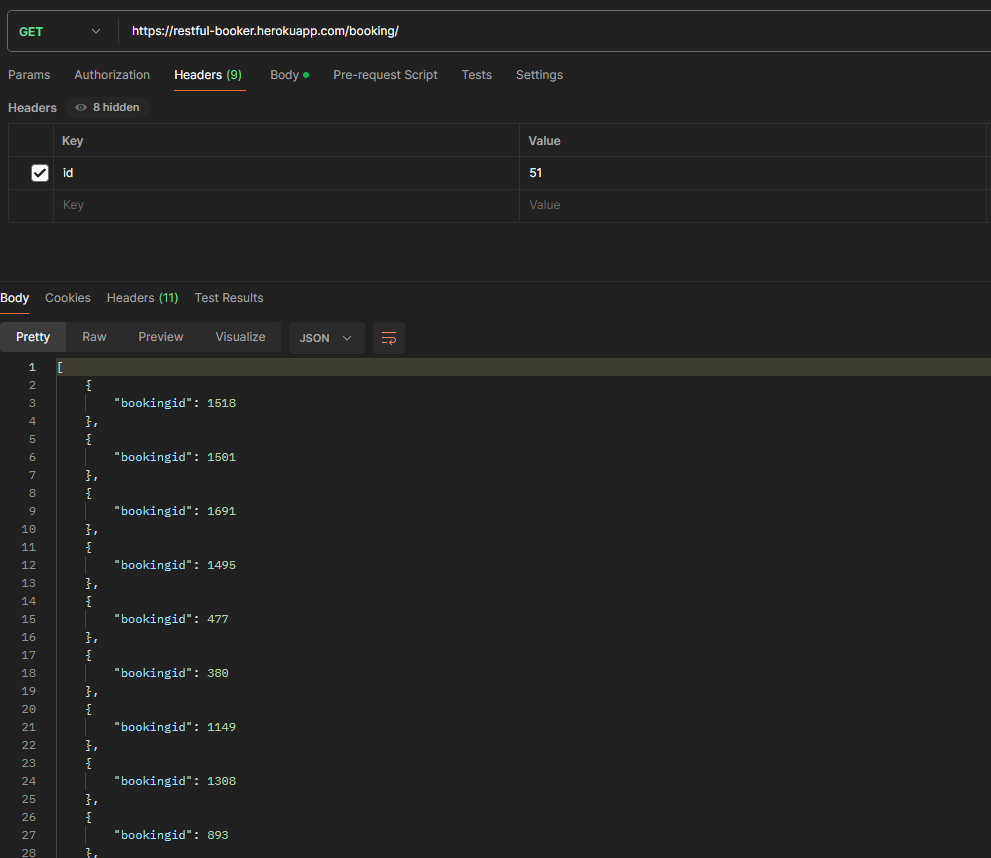 GET https://restful-booker.herokuapp.com/booking/
Params Authorization Headers (9) Body Pre-request Script Tests Settings
Headers 8 hidden
Key Value
id 51
Key Value
Body Cookies Headers (11) Test Results
Pretty Raw Preview Visualize JSON
1 [
2 {
3 "bookingid": 1518
4 },
5 {
6 "bookingid": 1501
7 },
8 {
9 "bookingid": 1691
10 },
11 {
12 "bookingid": 1495
13 },
14 {
15 "bookingid": 477
16 },
17 {
18 "bookingid": 380
19 },
20 {
21 "bookingid": 1149
22 },
23 {
24 "bookingid": 1308
25 },
26 {
27 "bookingid": 893
28 },